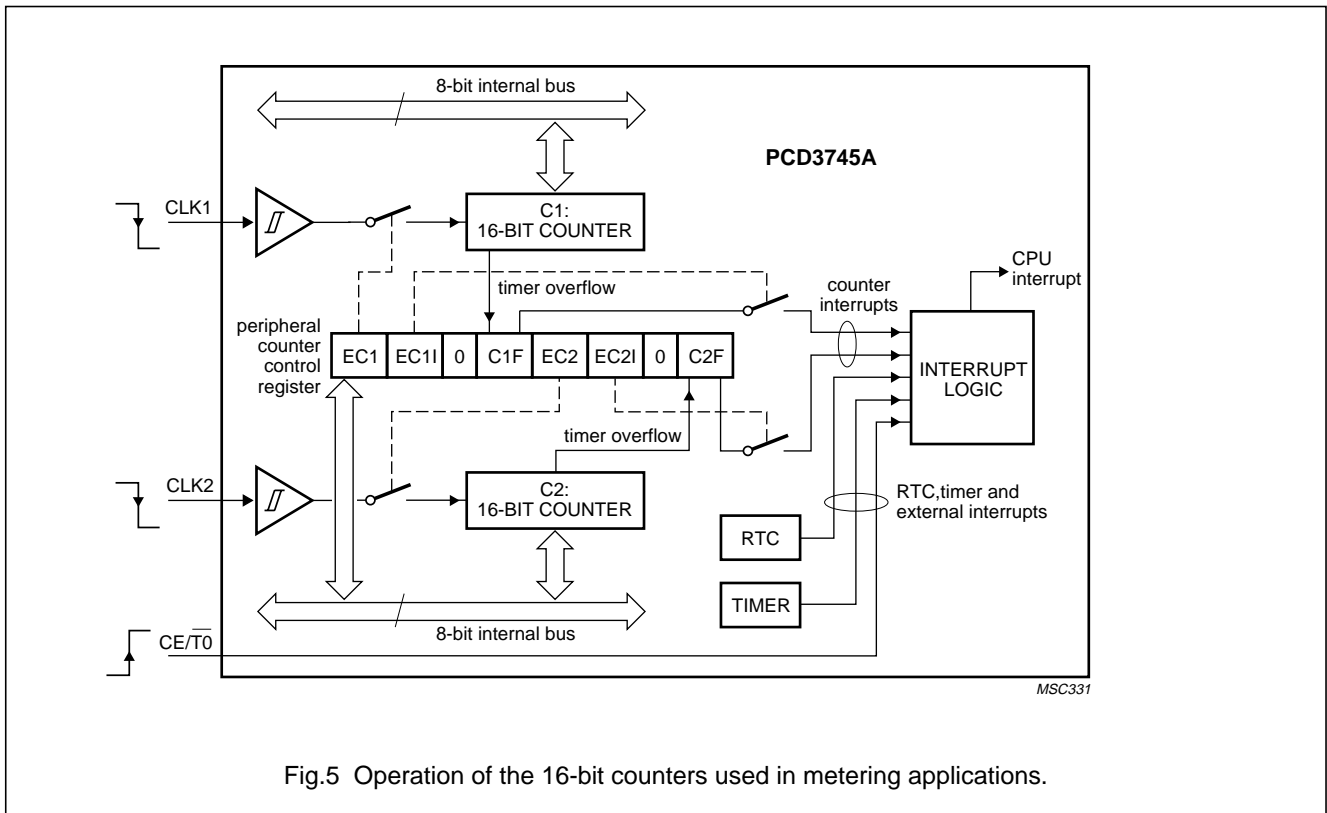 8-bit internal bus
PCD3745A
CLK1
C1:
16-BIT COUNTER
CPU
interrupt
timer overflow
counter
interrupts
peripheral
counter
control
register
EC1 EC1I 0 C1F EC2 EC2I 0 C2F
INTERRUPT
LOGIC
timer overflow
CLK2
C2:
16-BIT COUNTER
RTC,timer and
external interrupts
RTC
TIMER
8-bit internal bus
CE/T̅0̅
MSC331
Fig.5 Operation of the 16-bit counters used in metering applications.